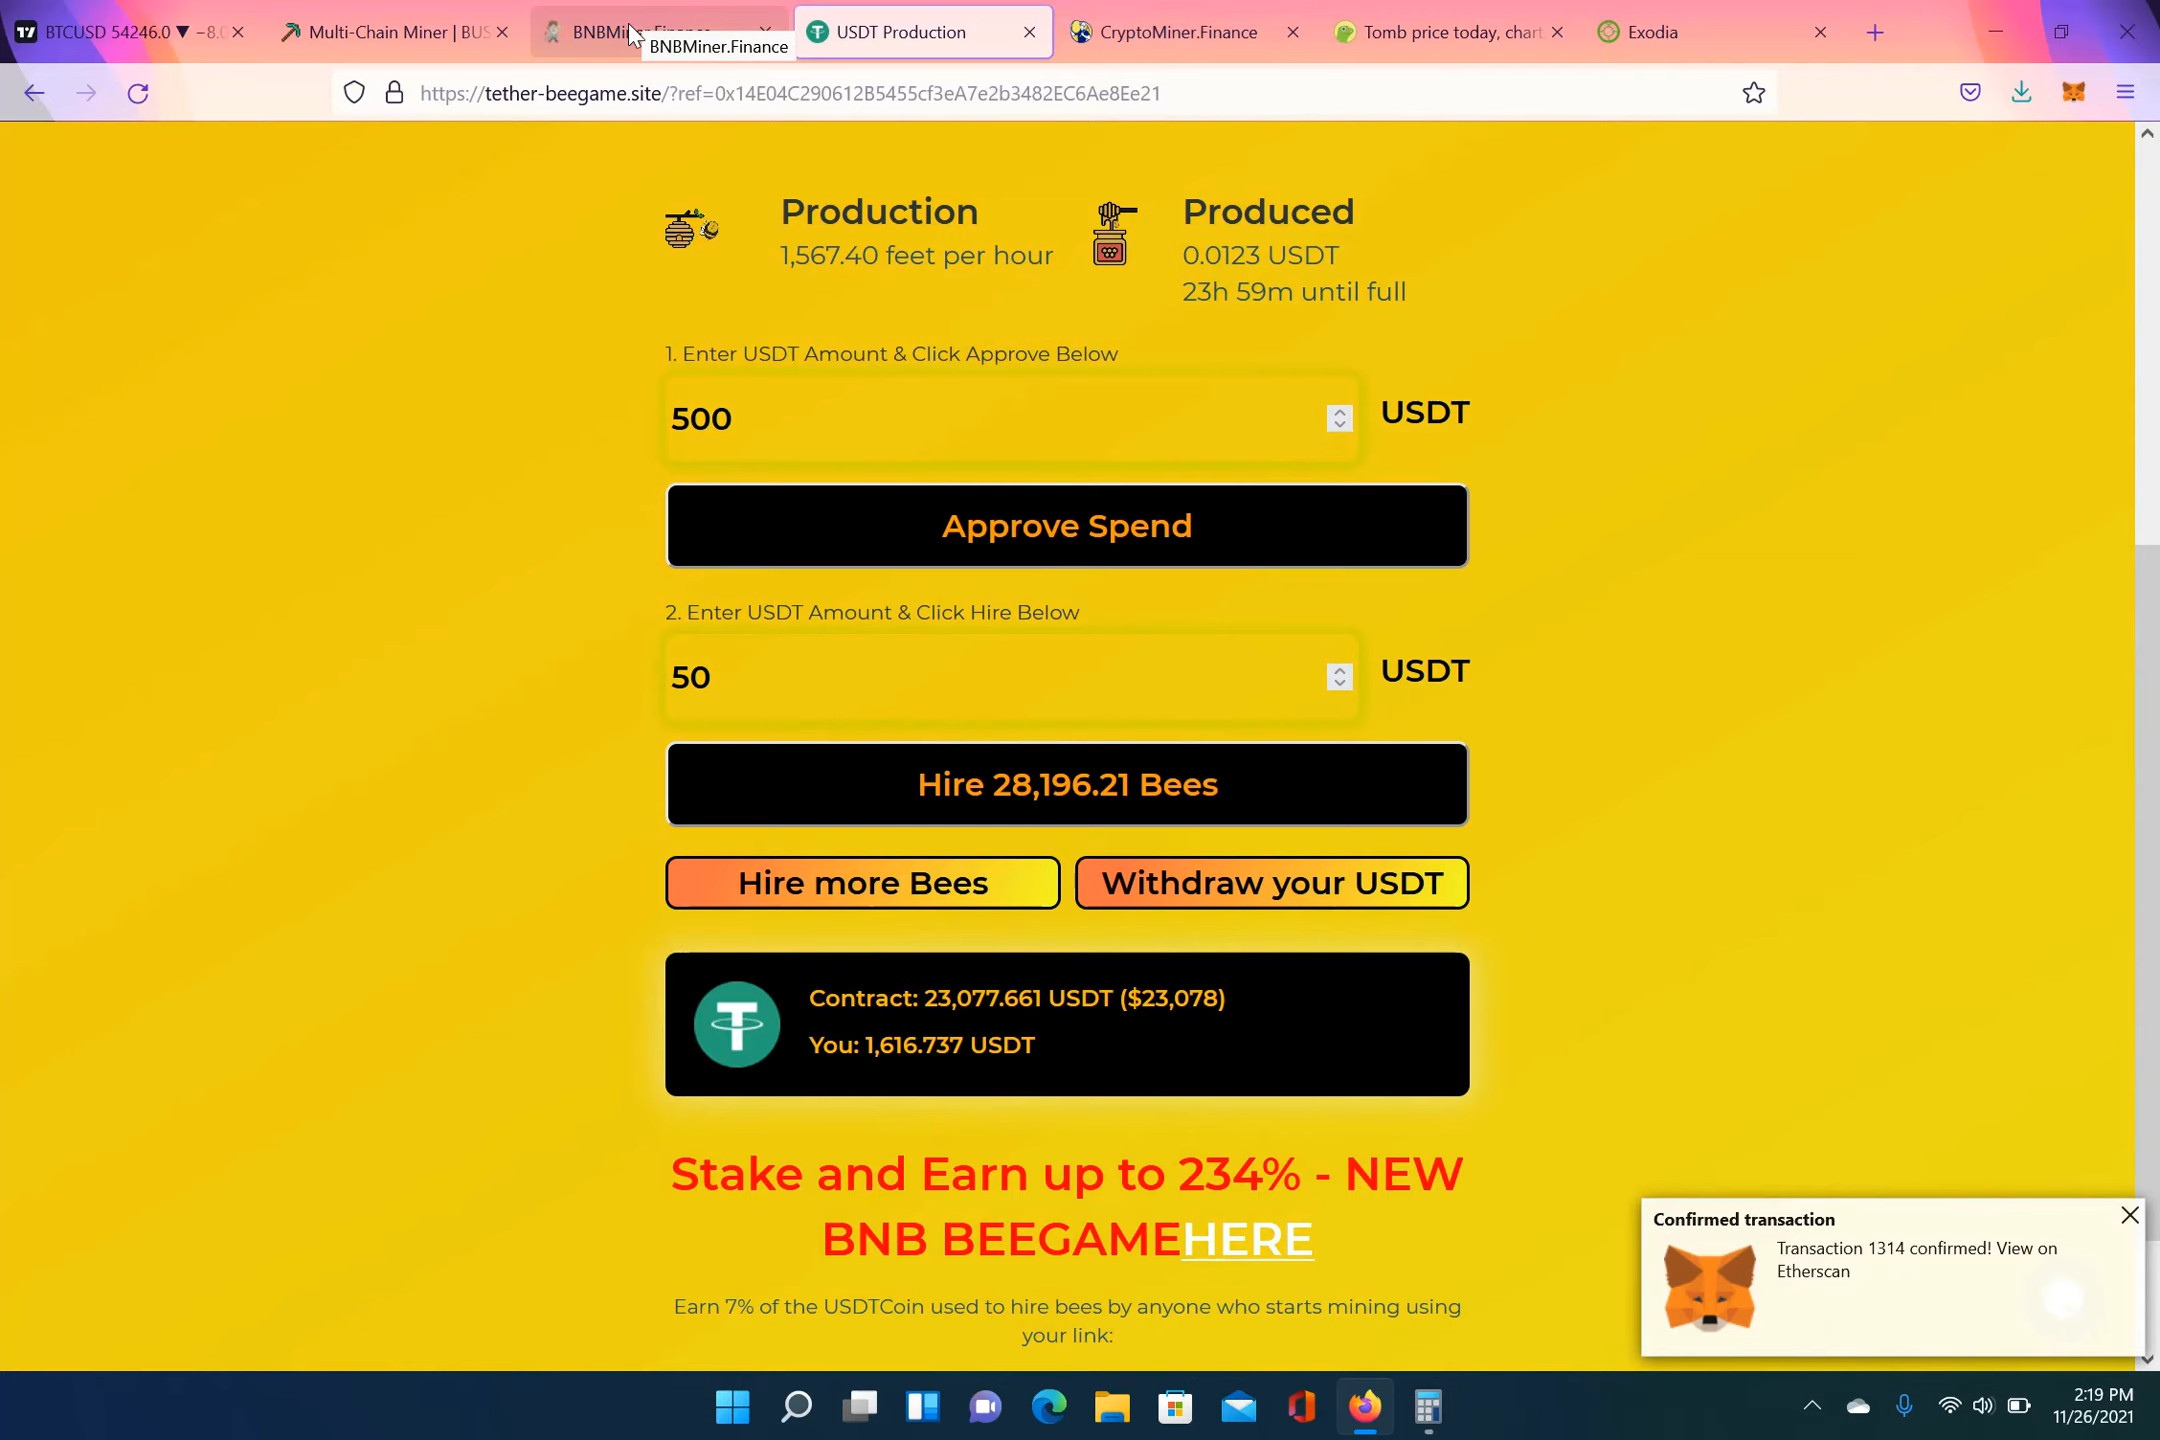 BTCUSD 54246.0 ▼ −8.0
Multi-Chain Miner | BUS
BNBMiner.Finance
USDT Production
CryptoMiner.Finance
Tomb price today, chart,
Exodia
BNBMiner.Finance
https://tether-beegame.site/?ref=0x14E04C290612B5455cf3eA7e2b3482EC6Ae8Ee21
Production
1,567.40 feet per hour
Produced
0.0123 USDT
23h 59m until full
1. Enter USDT Amount & Click Approve Below
500
USDT
Approve Spend
2. Enter USDT Amount & Click Hire Below
50
USDT
Hire 28,196.21 Bees
Hire more Bees
Withdraw your USDT
Contract: 23,077.661 USDT ($23,078)
You: 1,616.737 USDT
Stake and Earn up to 234% - NEW
BNB BEEGAMEHERE
Earn 7% of the USDTCoin used to hire bees by anyone who starts mining using
your link:
Confirmed transaction
Transaction 1314 confirmed! View on
Etherscan
2:19 PM
11/26/2021